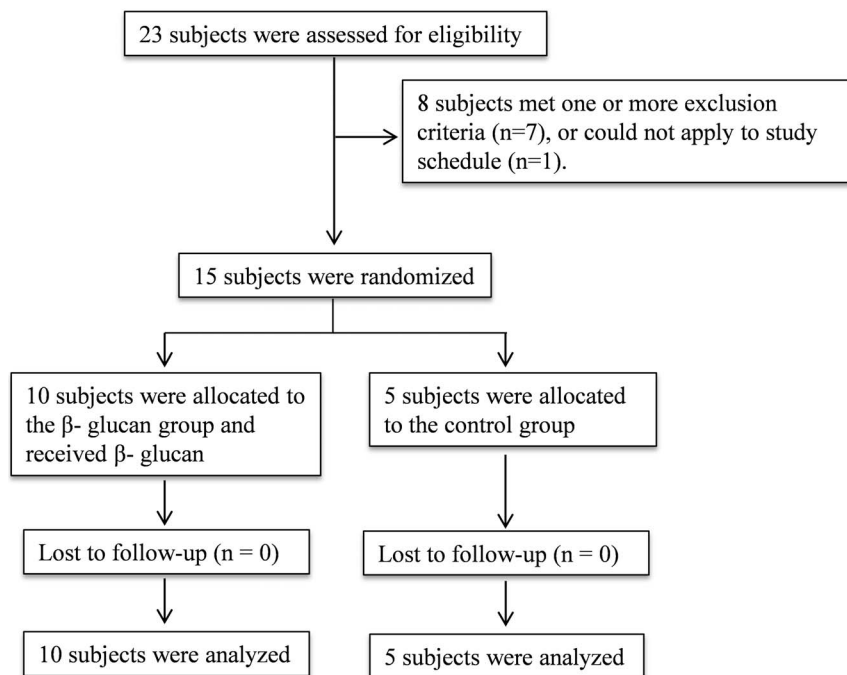 23 subjects were assessed for eligibility
8 subjects met one or more exclusion
criteria (n=7), or could not apply to study
schedule (n=1).
15 subjects were randomized
10 subjects were allocated to
the β- glucan group and
received β- glucan
5 subjects were allocated
to the control group
Lost to follow-up (n = 0)
Lost to follow-up (n = 0)
10 subjects were analyzed
5 subjects were analyzed